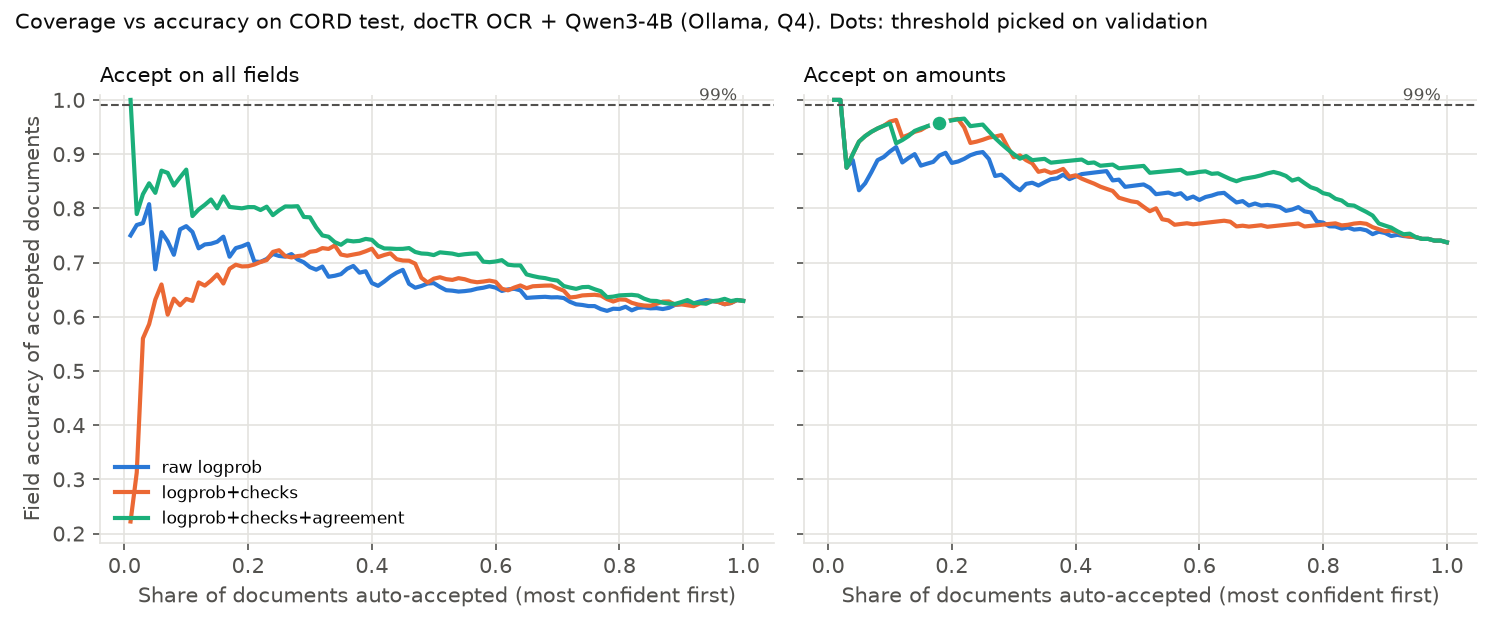 Coverage vs accuracy on CORD test, docTR OCR + Qwen3-4B (Ollama, Q4). Dots: threshold picked on validation
Accept on all fields
Accept on amounts
99%
99%
1.0
0.9
0.8
0.7
0.6
0.5
0.4
0.3
0.2
Field accuracy of accepted documents
raw logprob
logprob+checks
logprob+checks+agreement
0.0 0.2 0.4 0.6 0.8 1.0
0.0 0.2 0.4 0.6 0.8 1.0
Share of documents auto-accepted (most confident first)
Share of documents auto-accepted (most confident first)